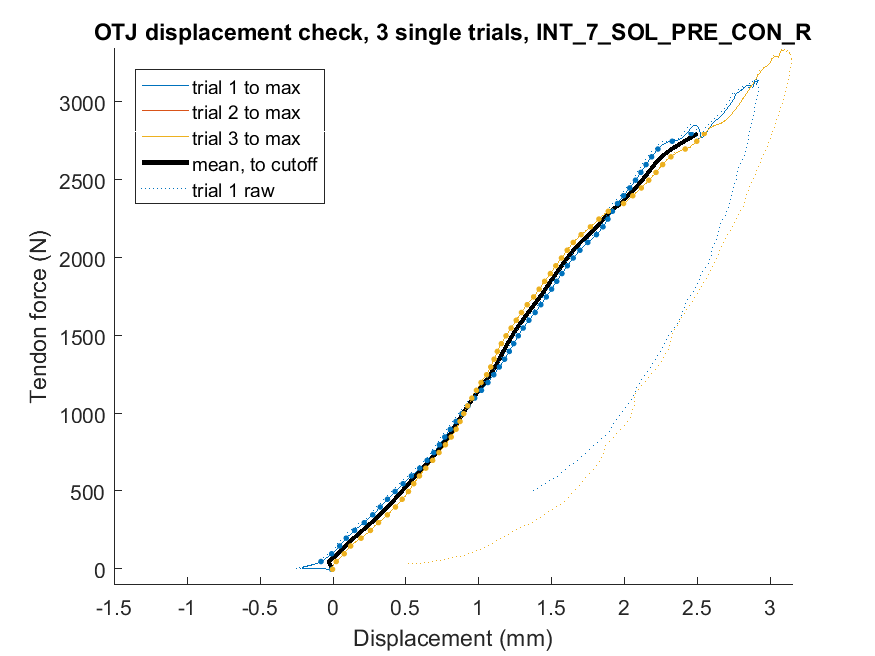 OTJ displacement check, 3 single trials, INT_7_SOL_PRE_CON_R
trial 1 to max
trial 2 to max
trial 3 to max
mean, to cutoff
trial 1 raw
Tendon force (N)
3000
2500
2000
1500
1000
500
0
-1.5 -1 -0.5 0 0.5 1 1.5 2 2.5 3
Displacement (mm)